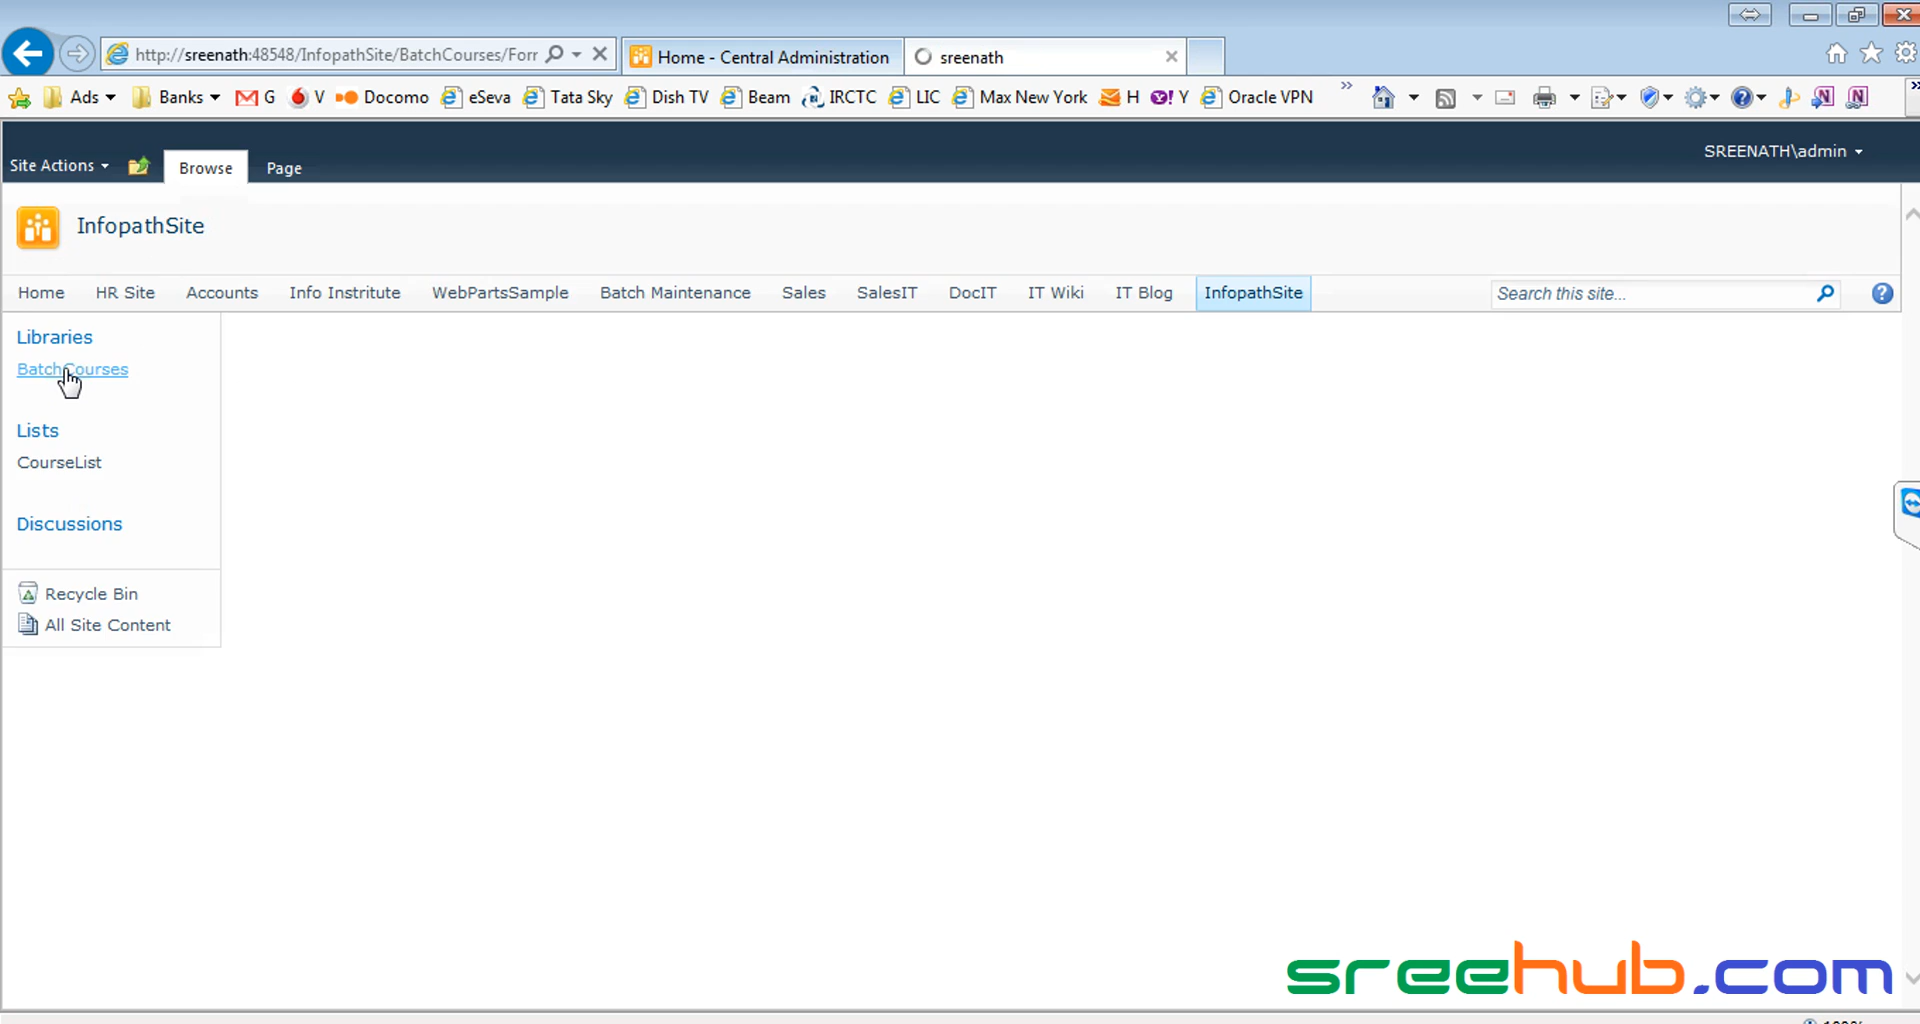 http://sreenath:48548/InfopathSite/BatchCourses/Forr
Home - Central Administration
sreenath
Ads
Banks
G
V
Docomo
eSeva
Tata Sky
Dish TV
Beam
IRCTC
LIC
Max New York
H
Y
Oracle VPN
Site Actions
Browse
Page
SREENATH\admin
InfopathSite
Home
HR Site
Accounts
Info Instritute
WebPartsSample
Batch Maintenance
Sales
SalesIT
DocIT
IT Wiki
IT Blog
InfopathSite
Search this site...
Libraries
BatchCourses
Lists
CourseList
Discussions
Recycle Bin
All Site Content
sreehub.com